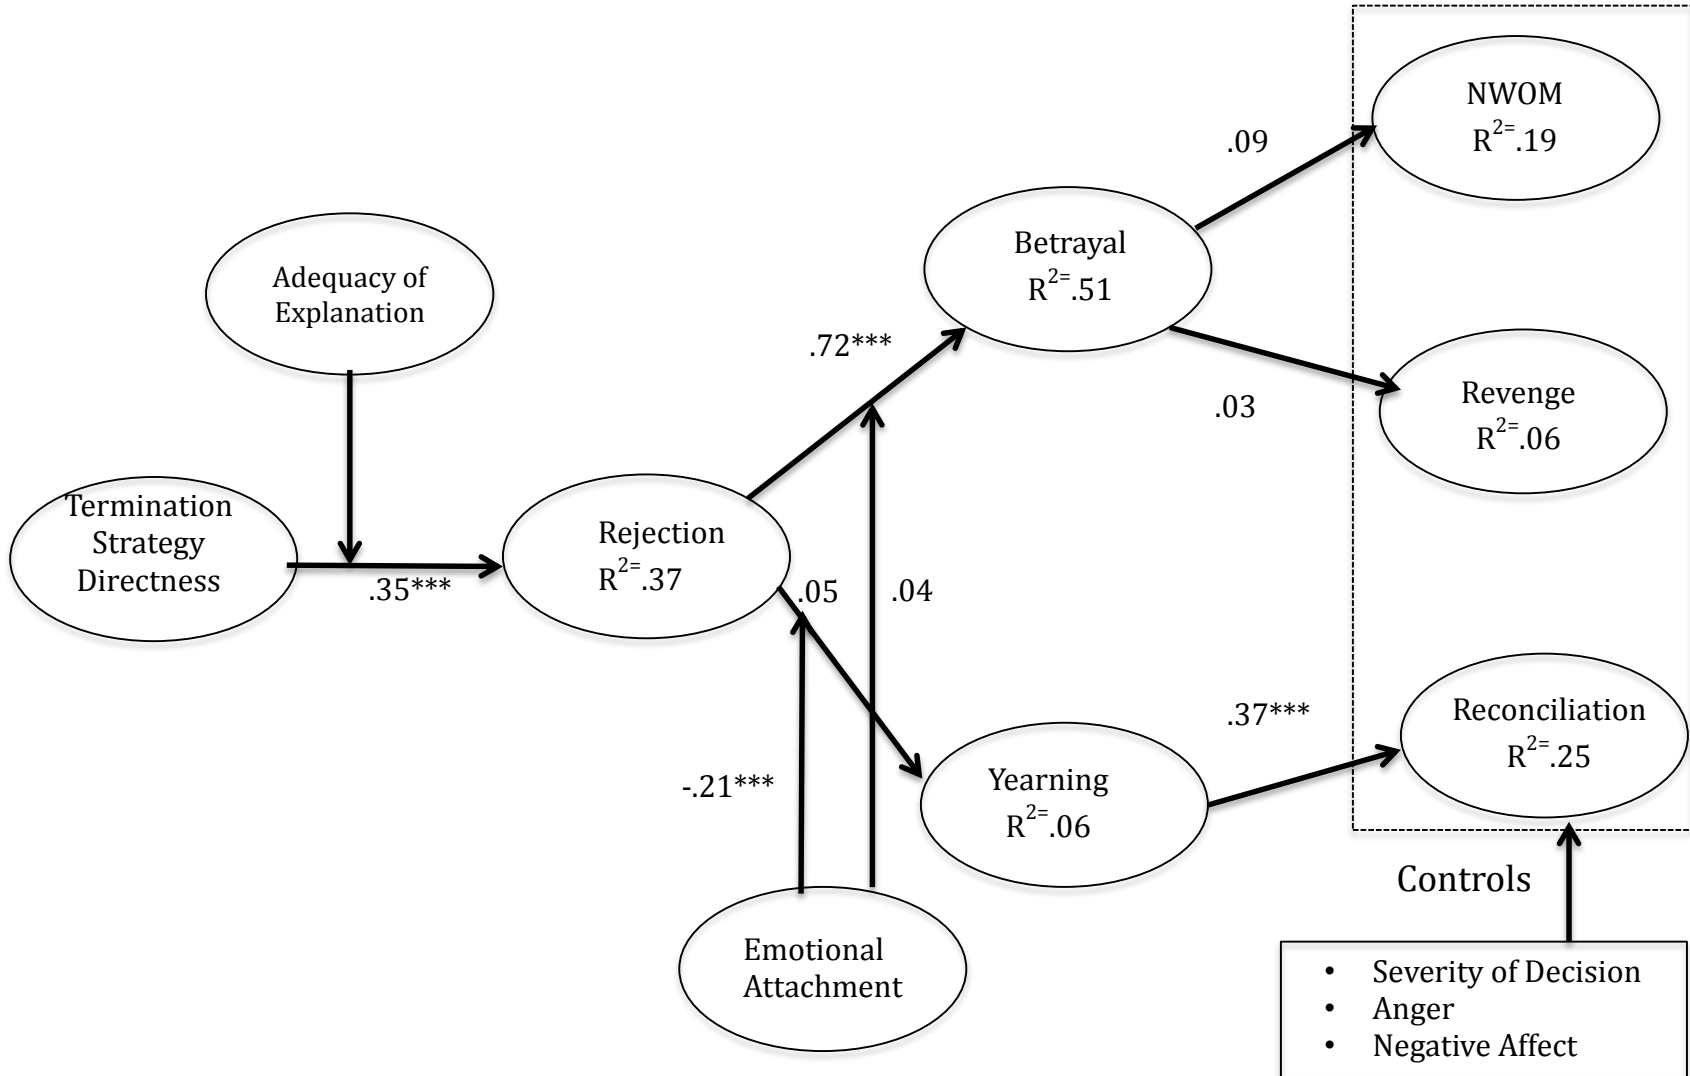 NWOM
R²⁼.19
.09
Betrayal
R²⁼.51
Adequacy of
Explanation
.72***
.03
Revenge
R²⁼.06
Termination
Strategy
Directness
.35***
Rejection
R²⁼.37
.05
.04
-.21***
Yearning
R²⁼.06
.37***
Reconciliation
R²⁼.25
Controls
Emotional
Attachment
• Severity of Decision
• Anger
• Negative Affect